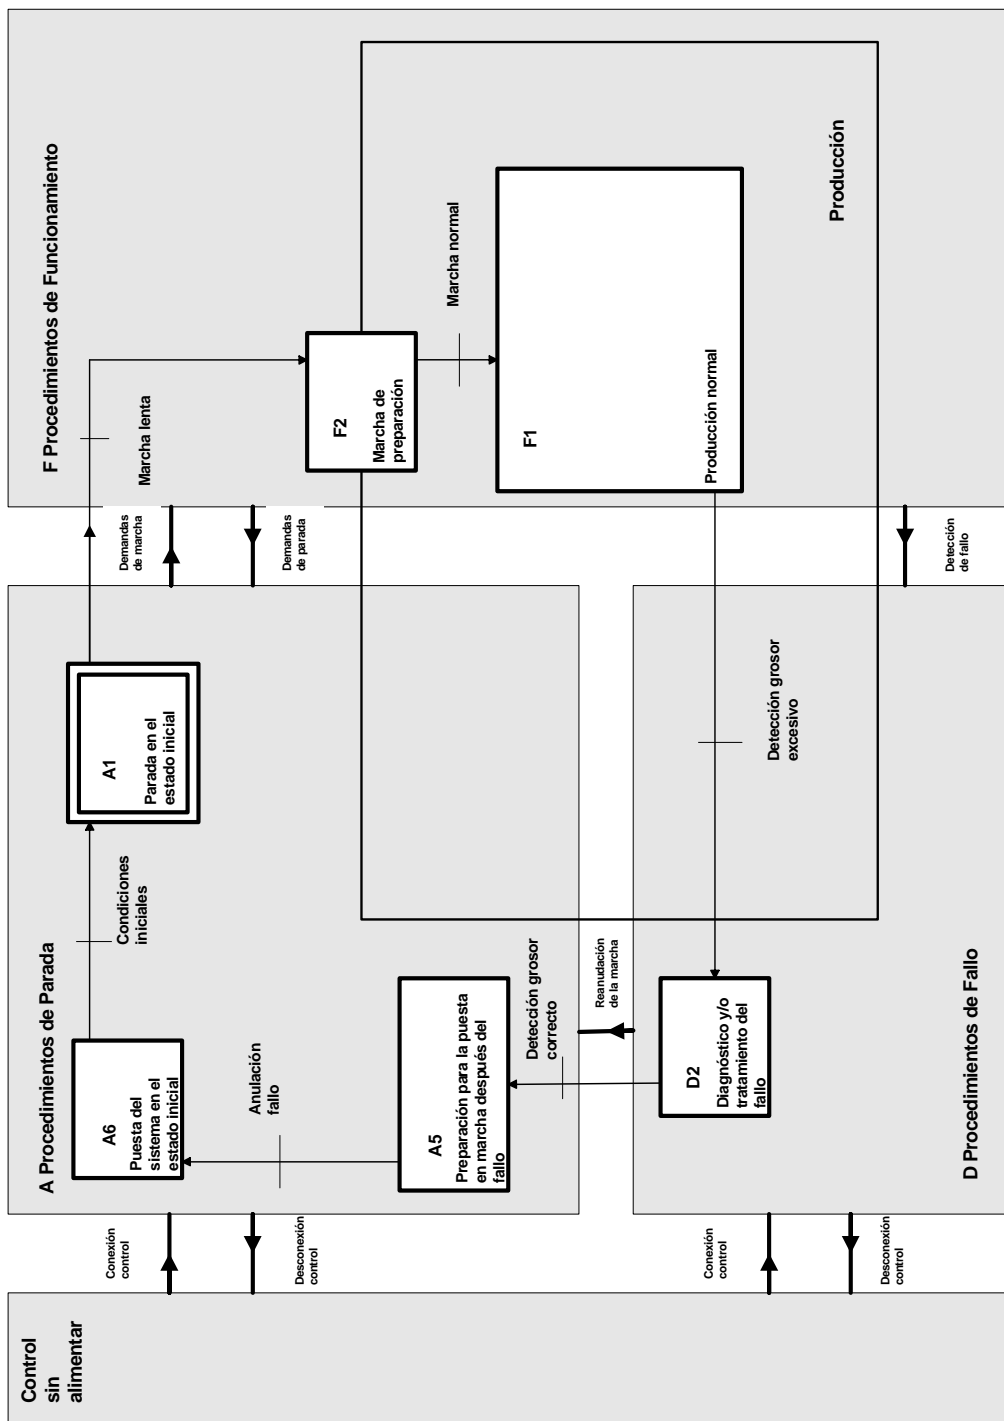 Control
sin
alimentar
Conexión
control
Desconexión
control
Conexión
control
Desconexión
control
A Procedimientos de Parada
A6
Puesta del
sistema en el
estado inicial
Condiciones
iniciales
A1
Parada en el
estado inicial
Anulación
fallo
A5
Preparación para la puesta
en marcha después del
fallo
Detección grosor
correcto
Reanudación
de la marcha
D2
Diagnóstico y/o
tratamiento del
fallo
D Procedimientos de Fallo
Detección grosor
excesivo
Demandas
de marcha
Demandas
de parada
Detección
de fallo
F Procedimientos de Funcionamiento
Marcha lenta
F2
Marcha de
preparación
Marcha normal
F1
Producción normal
Producción